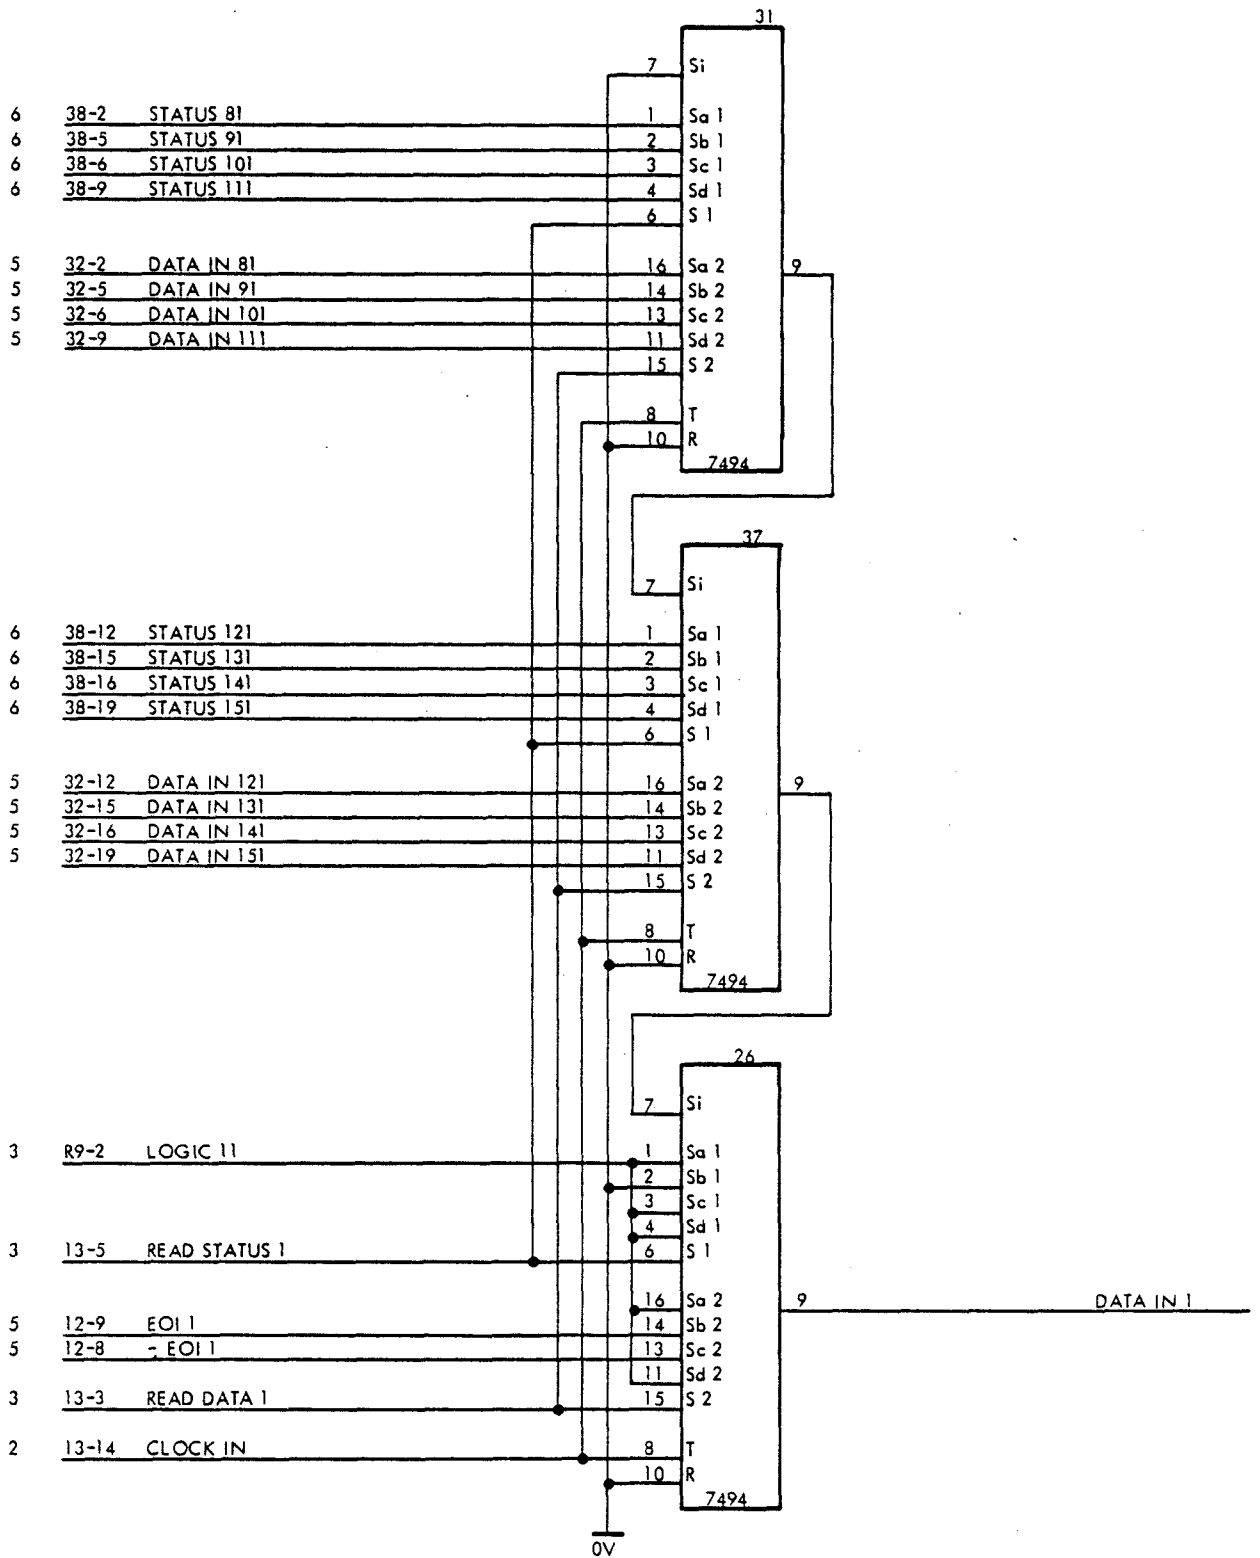 31
7 Si
6 38-2 STATUS 81 1 Sa 1
6 38-5 STATUS 91 2 Sb 1
6 38-6 STATUS 101 3 Sc 1
6 38-9 STATUS 111 4 Sd 1
6 S 1
5 32-2 DATA IN 81 16 Sa 2 9
5 32-5 DATA IN 91 14 Sb 2
5 32-6 DATA IN 101 13 Sc 2
5 32-9 DATA IN 111 11 Sd 2
15 S 2
8 T
10 R
7494
37
7 Si
6 38-12 STATUS 121 1 Sa 1
6 38-15 STATUS 131 2 Sb 1
6 38-16 STATUS 141 3 Sc 1
6 38-19 STATUS 151 4 Sd 1
6 S 1
5 32-12 DATA IN 121 16 Sa 2 9
5 32-15 DATA IN 131 14 Sb 2
5 32-16 DATA IN 141 13 Sc 2
5 32-19 DATA IN 151 11 Sd 2
15 S 2
8 T
10 R
7494
26
7 Si
3 R9-2 LOGIC 11 1 Sa 1
2 Sb 1
3 Sc 1
4 Sd 1
3 13-5 READ STATUS 1 6 S 1
16 Sa 2 9 DATA IN 1
5 12-9 EOI 1 14 Sb 2
5 12-8 - EOI 1 13 Sc 2
11 Sd 2
3 13-3 READ DATA 1 15 S 2
2 13-14 CLOCK IN 8 T
10 R
7494
0V